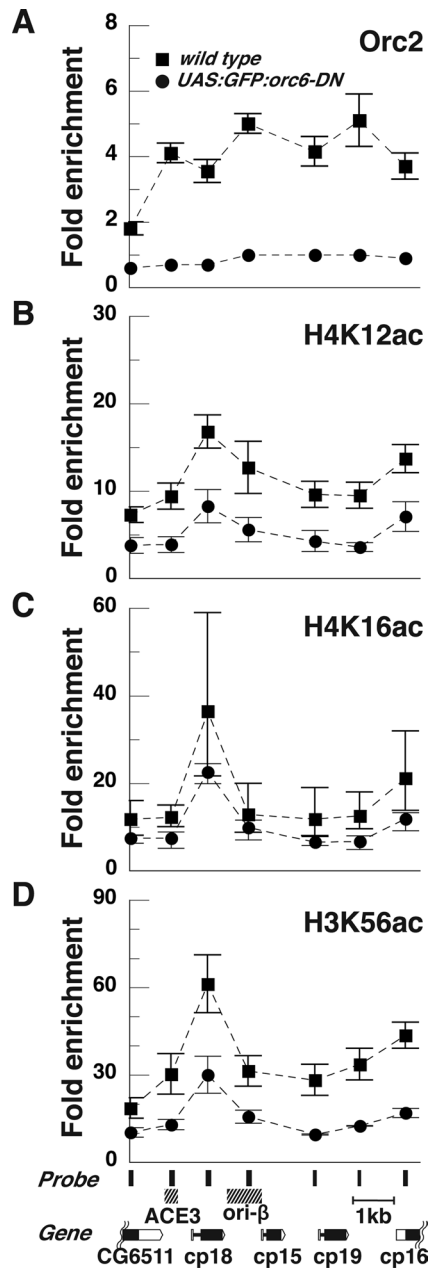 A
Orc2
Fold enrichment
8
6
4
2
0
wild type
UAS:GFP:orc6-DN
B
H4K12ac
Fold enrichment
30
20
10
0
C
H4K16ac
Fold enrichment
60
40
20
0
D
H3K56ac
Fold enrichment
90
60
30
0
Probe
ACE3 ori-β 1kb
Gene
CG6511 cp18 cp15 cp19 cp16